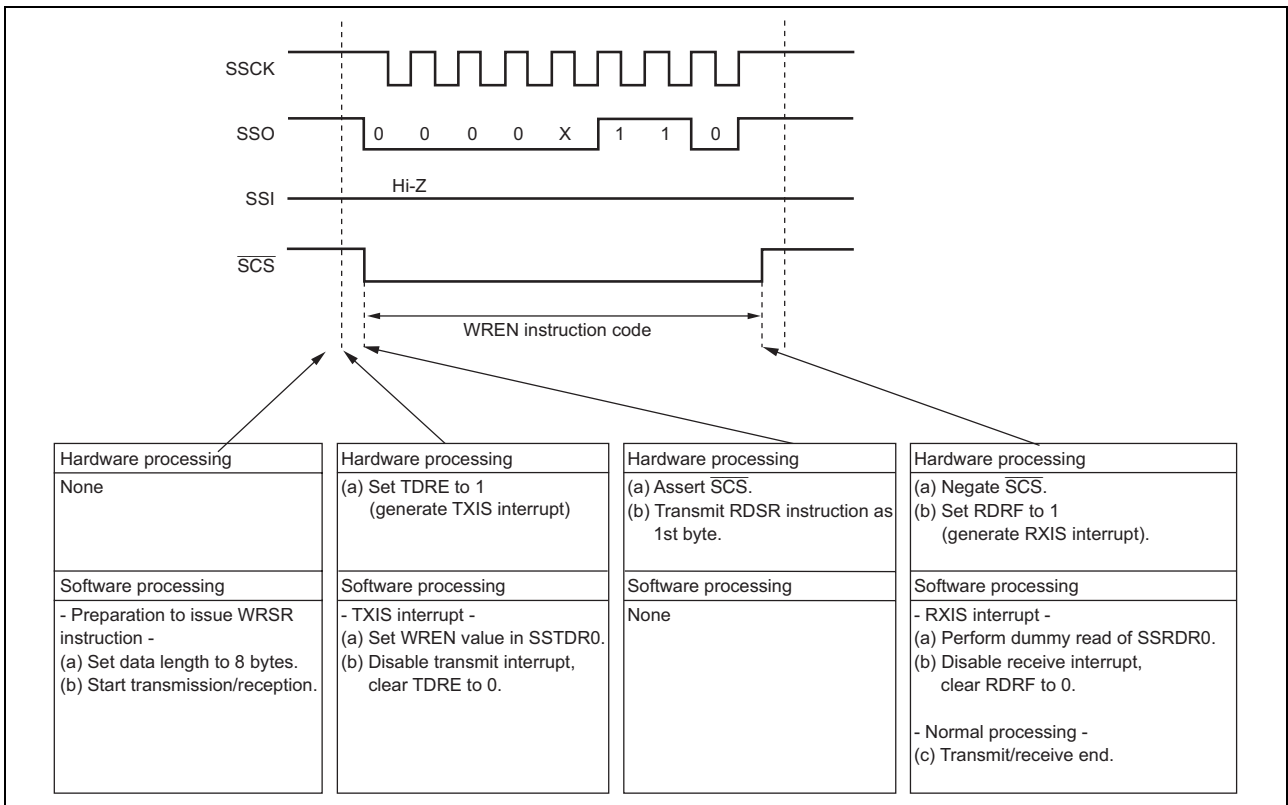 SSCK
SSO
0 0 0 0 X 1 1 0
Hi-Z
SSI
SCS
WREN instruction code
Hardware processing
None
Software processing
- Preparation to issue WRSR
instruction -
(a) Set data length to 8 bytes.
(b) Start transmission/reception.
Hardware processing
(a) Set TDRE to 1
(generate TXIS interrupt)
Software processing
- TXIS interrupt -
(a) Set WREN value in SSTDR0.
(b) Disable transmit interrupt,
clear TDRE to 0.
Hardware processing
(a) Assert SCS.
(b) Transmit RDSR instruction as
1st byte.
Software processing
None
Hardware processing
(a) Negate SCS.
(b) Set RDRF to 1
(generate RXIS interrupt).
Software processing
- RXIS interrupt -
(a) Perform dummy read of SSRDR0.
(b) Disable receive interrupt,
clear RDRF to 0.
- Normal processing -
(c) Transmit/receive end.